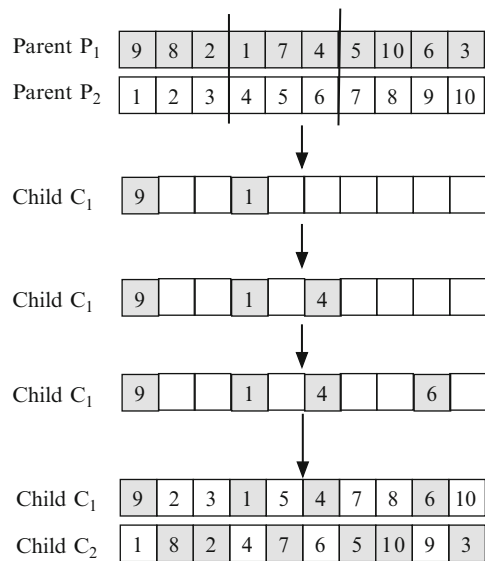 Parent P₁ 9 8 2 1 7 4 5 10 6 3
Parent P₂ 1 2 3 4 5 6 7 8 9 10
Child C₁ 9 1
Child C₁ 9 1 4
Child C₁ 9 1 4 6
Child C₁ 9 2 3 1 5 4 7 8 6 10
Child C₂ 1 8 2 4 7 6 5 10 9 3